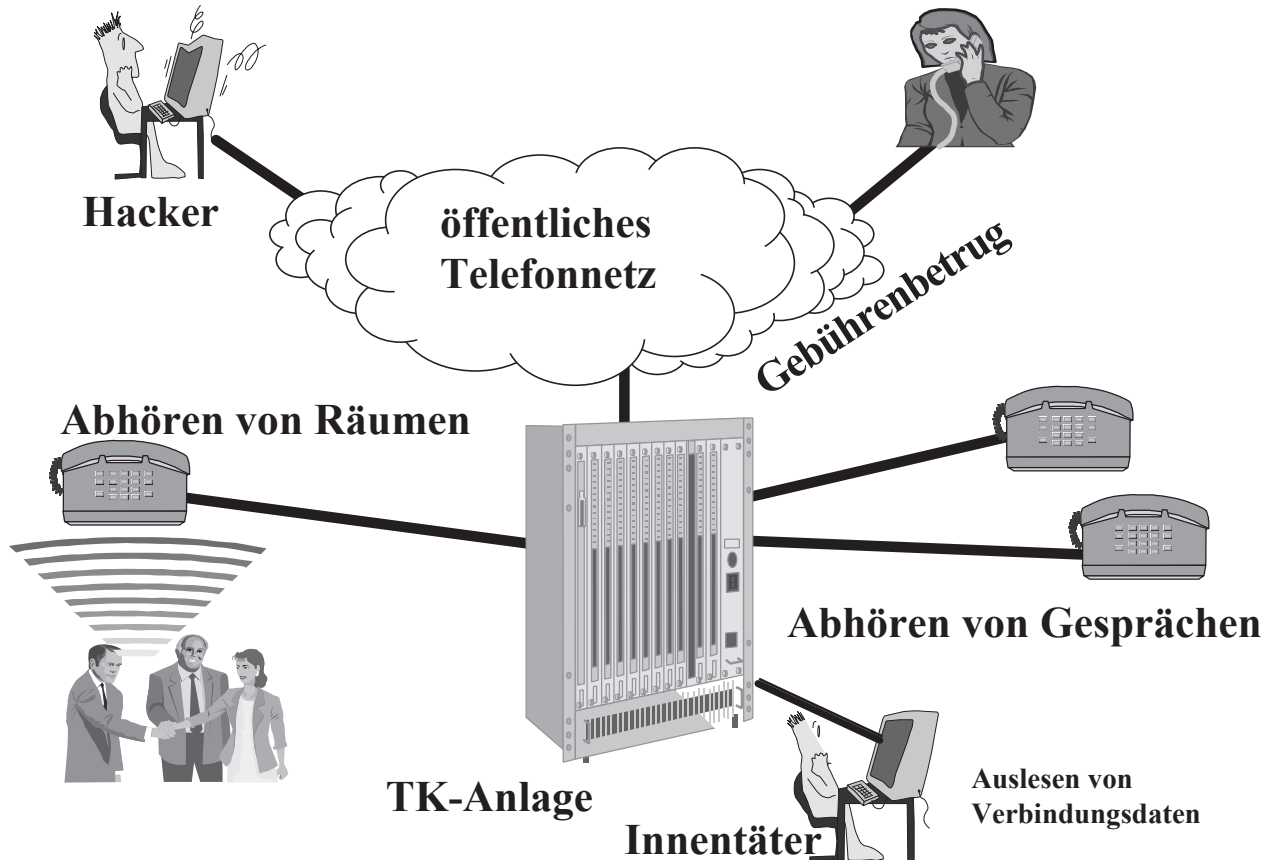 Hacker
öffentliches
Telefonnetz
Gebührenbetrug
Abhören von Räumen
Abhören von Gesprächen
TK-Anlage
Auslesen von
Verbindungsdaten
Innentäter